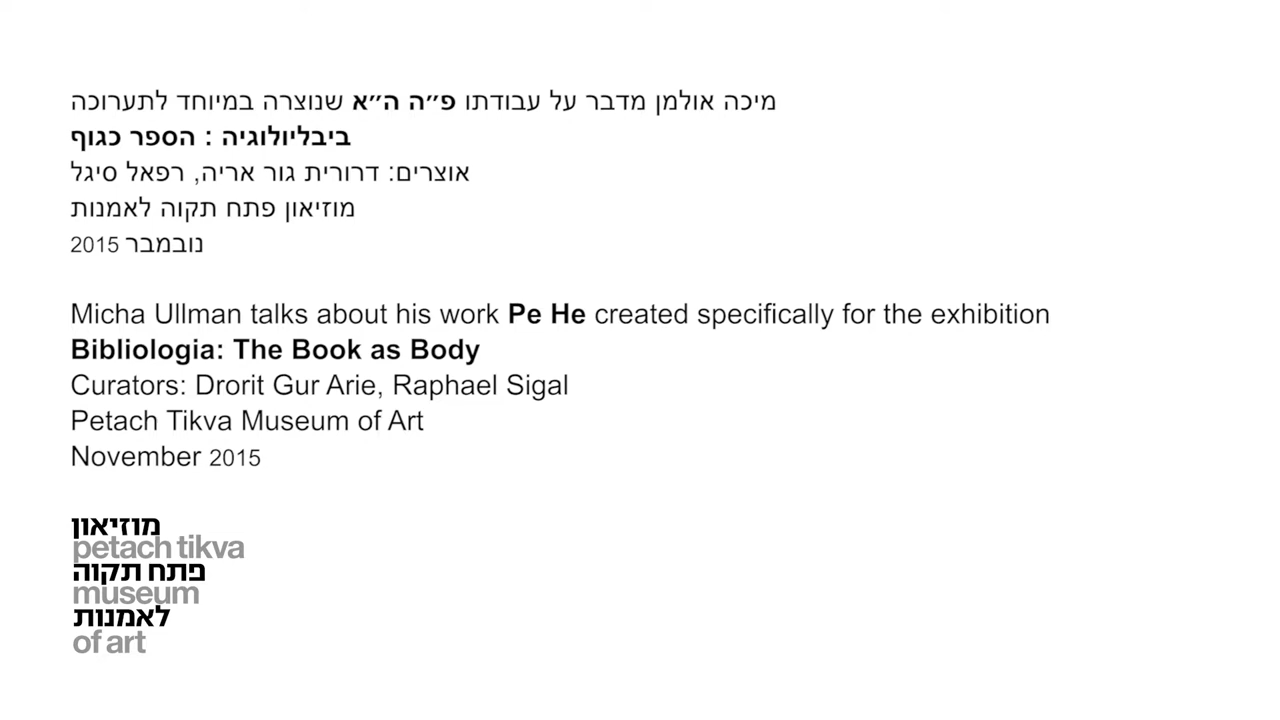 מיכה אולמן מדבר על עבודתו פ״ה ה״א שנוצרה במיוחד לתערוכה
ביבליולוגיה : הספר כגוף
אוצרים: דרורית גור אריה, רפאל סיגל
מוזיאון פתח תקוה לאמנות
נובמבר 2015
Micha Ullman talks about his work Pe He created specifically for the exhibition
Bibliologia: The Book as Body
Curators: Drorit Gur Arie, Raphael Sigal
Petach Tikva Museum of Art
November 2015
מוזיאון
petach tikva
פתח תקוה
museum
לאמנות
of art